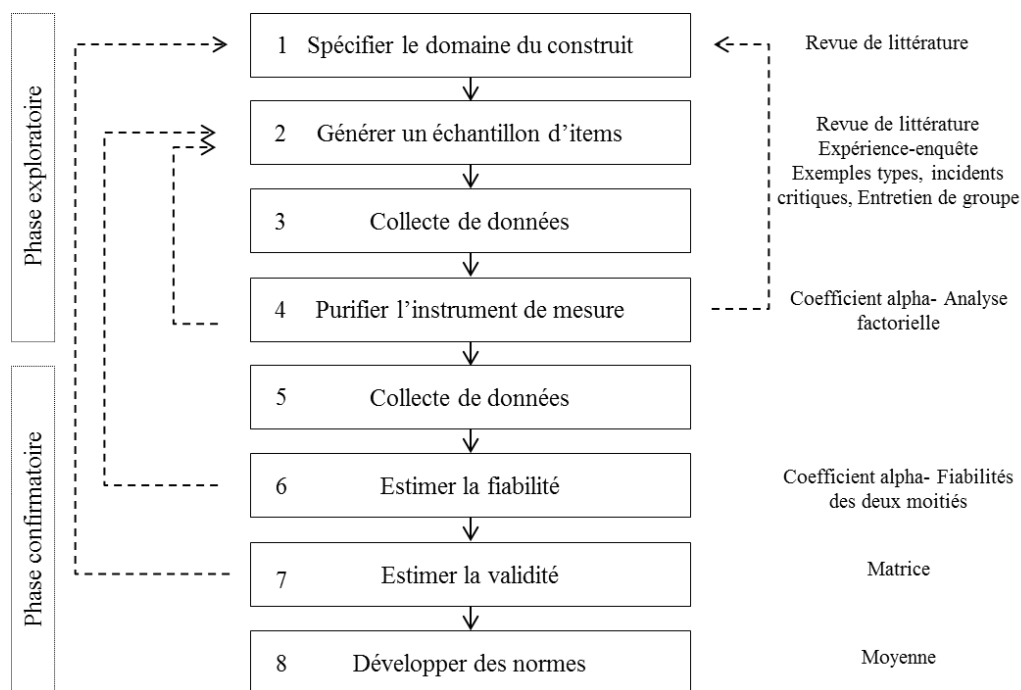 Phase exploratoire
Phase confirmatoire
1 Spécifier le domaine du construit
Revue de littérature
2 Générer un échantillon d'items
Revue de littérature
Expérience-enquête
Exemples types, incidents
critiques, Entretien de groupe
3 Collecte de données
4 Purifier l'instrument de mesure
Coefficient alpha- Analyse
factorielle
5 Collecte de données
6 Estimer la fiabilité
Coefficient alpha- Fiabilités
des deux moitiés
7 Estimer la validité
Matrice
8 Développer des normes
Moyenne